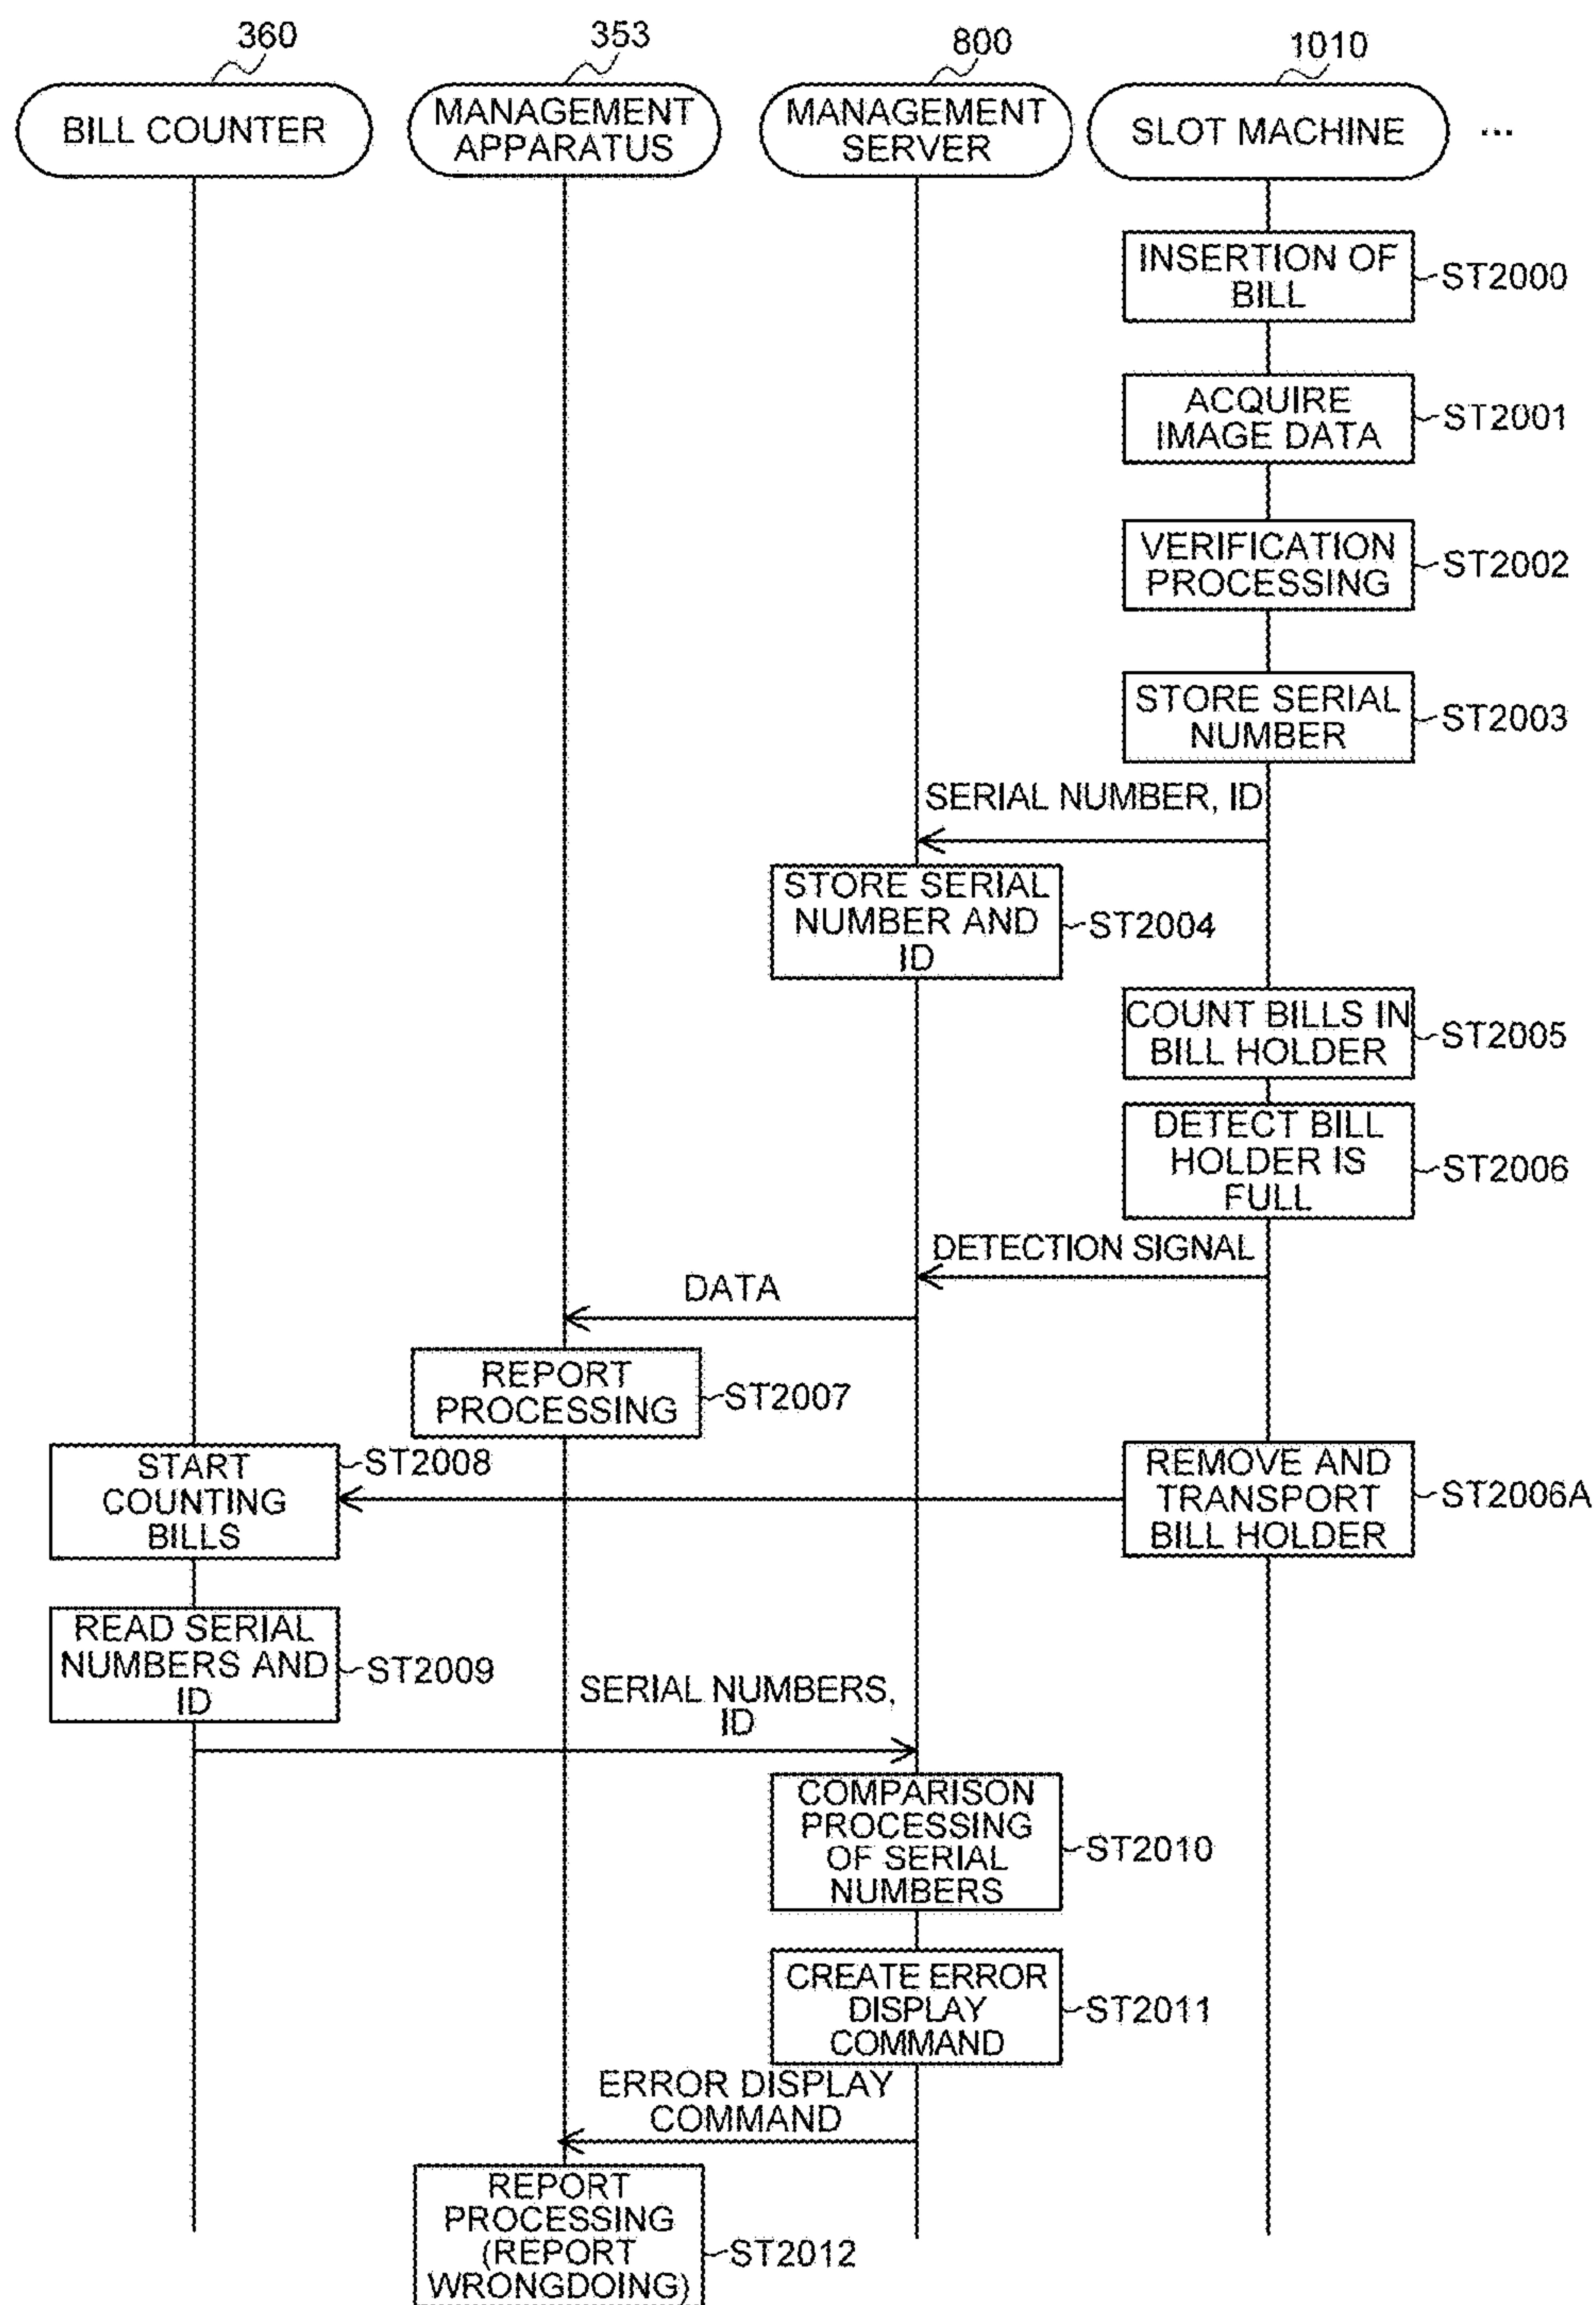 360
353
800
1010
BILL COUNTER
MANAGEMENT
APPARATUS
MANAGEMENT
SERVER
SLOT MACHINE
...
INSERTION OF
BILL
ST2000
ACQUIRE
IMAGE DATA
ST2001
VERIFICATION
PROCESSING
ST2002
STORE SERIAL
NUMBER
ST2003
SERIAL NUMBER, ID
STORE SERIAL
NUMBER AND
ID
ST2004
COUNT BILLS IN
BILL HOLDER
ST2005
DETECT BILL
HOLDER IS
FULL
ST2006
DETECTION SIGNAL
DATA
REPORT
PROCESSING
ST2007
START
COUNTING
BILLS
ST2008
REMOVE AND
TRANSPORT
BILL HOLDER
ST2006A
READ SERIAL
NUMBERS AND
ID
ST2009
SERIAL NUMBERS,
ID
COMPARISON
PROCESSING
OF SERIAL
NUMBERS
ST2010
CREATE ERROR
DISPLAY
COMMAND
ST2011
ERROR DISPLAY
COMMAND
REPORT
PROCESSING
(REPORT
WRONGDOING)
ST2012